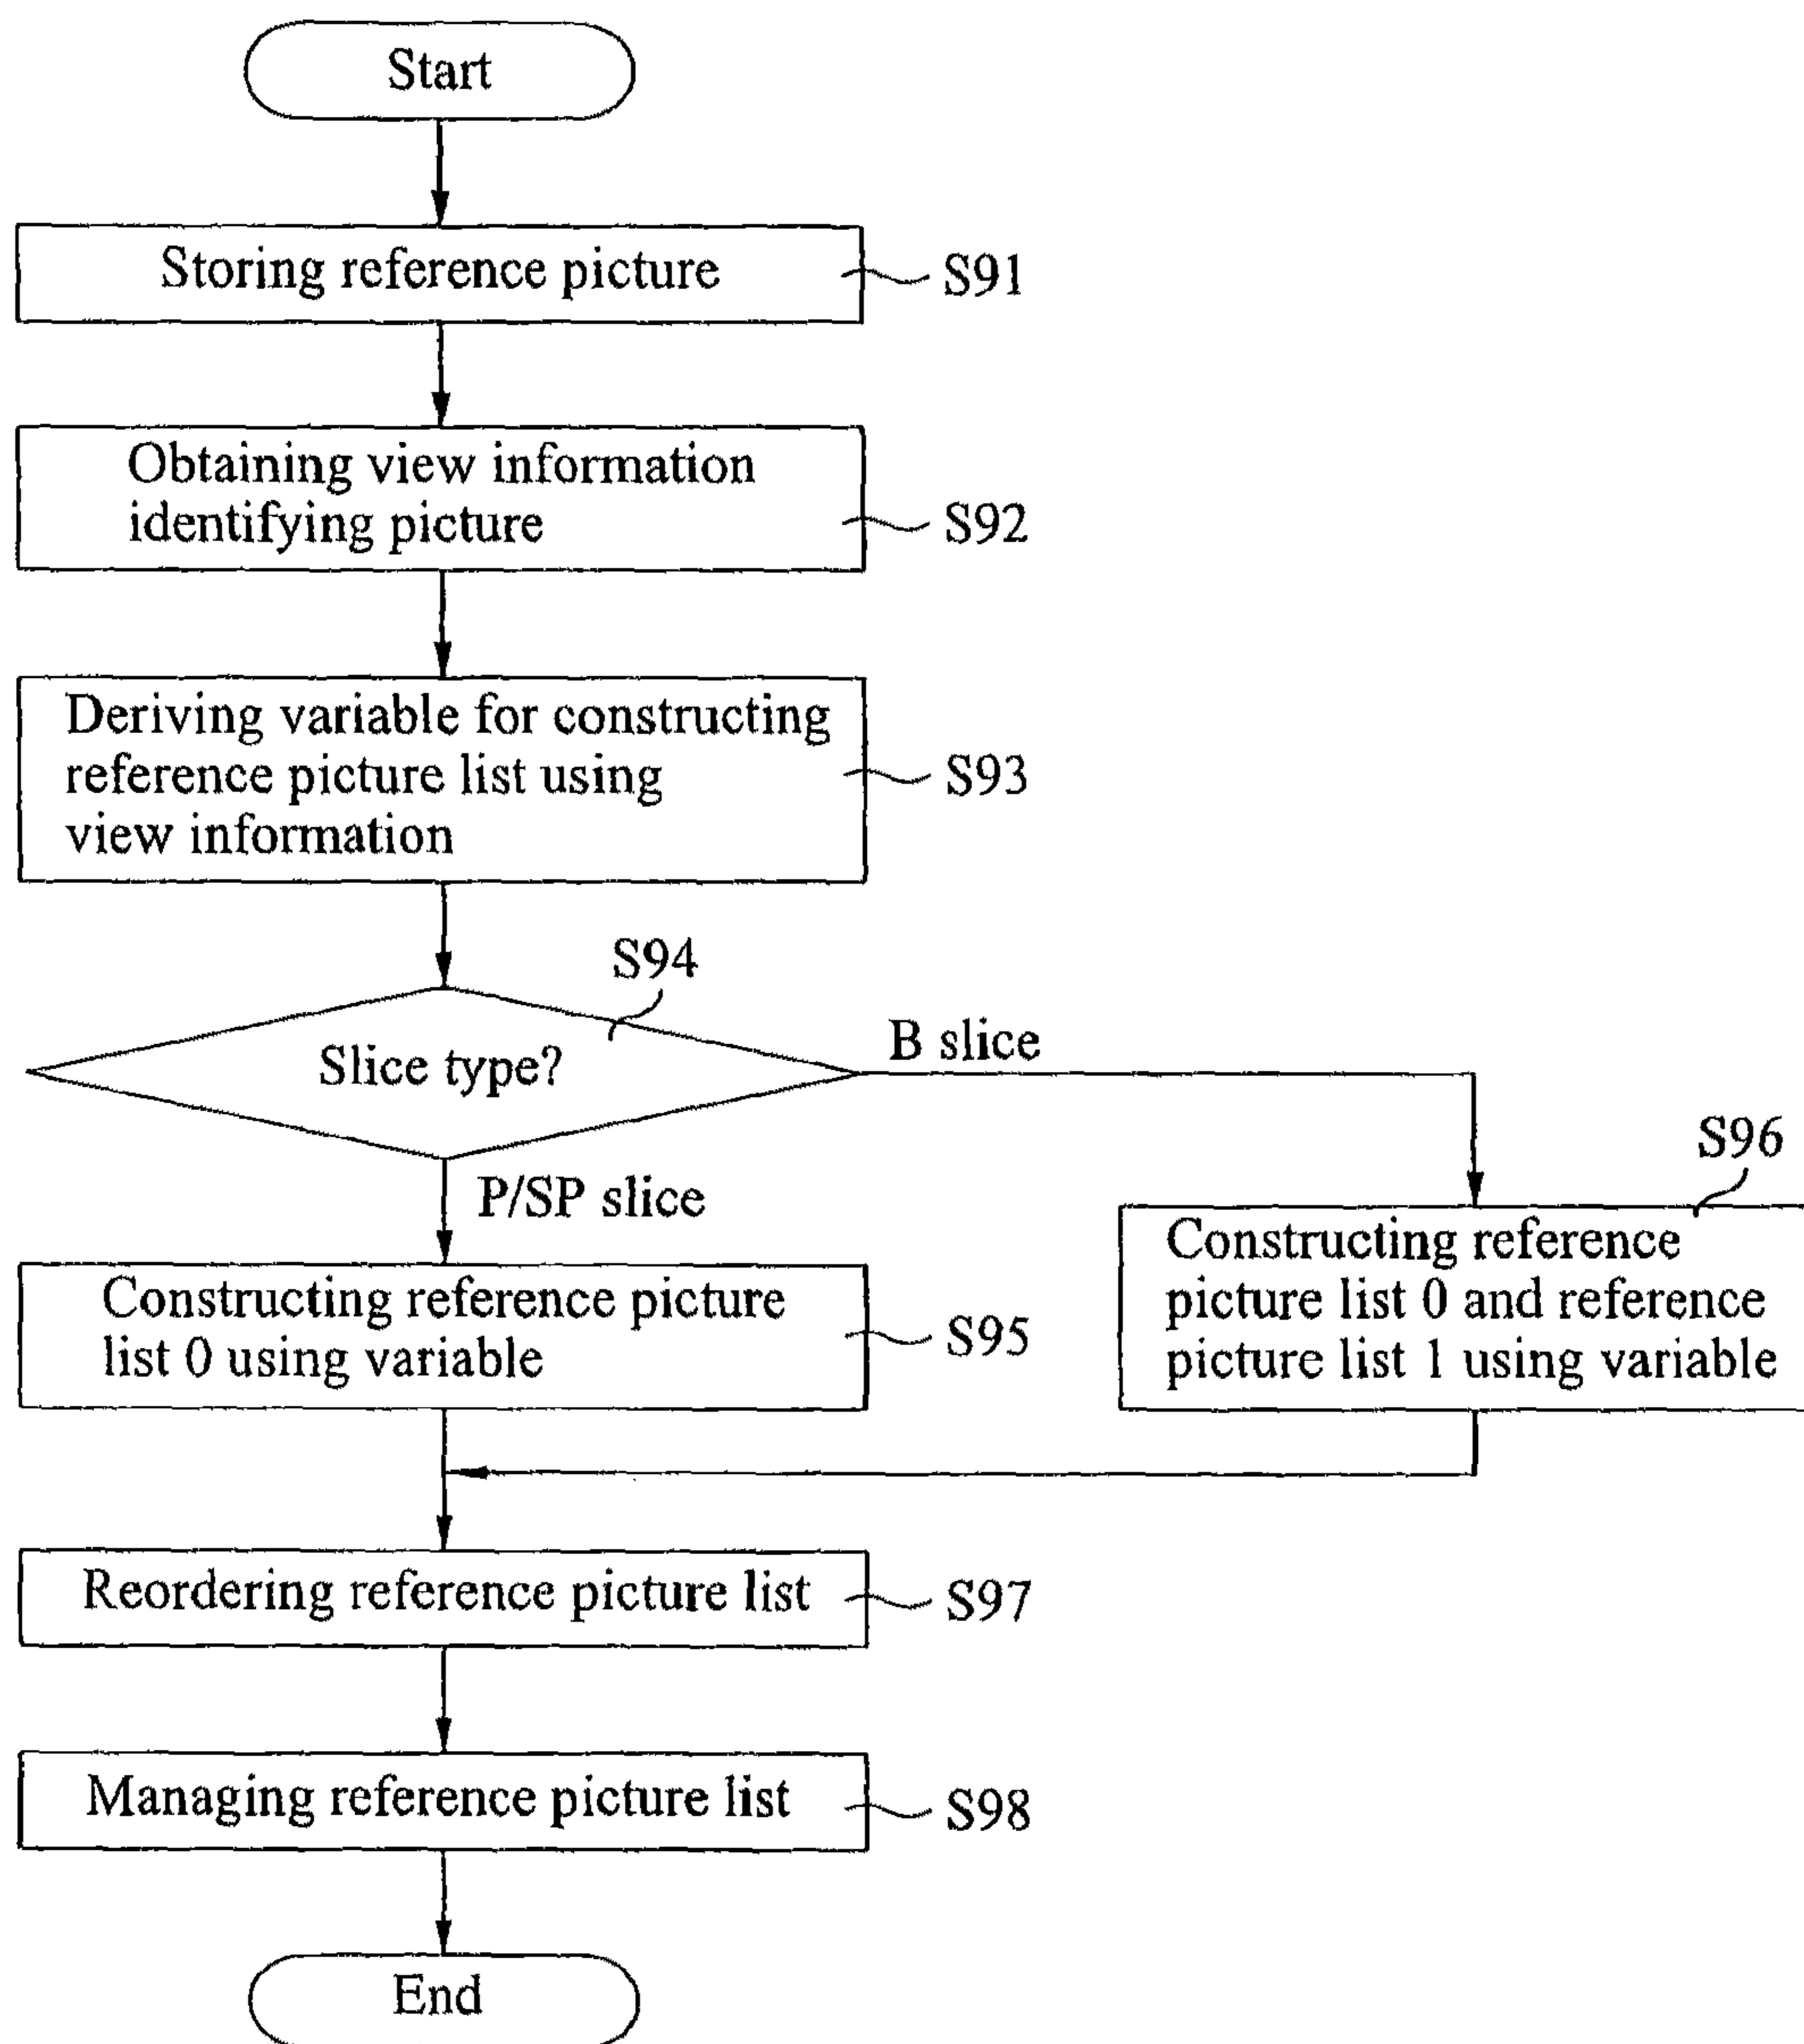 Start
Storing reference picture
S91
Obtaining view information
identifying picture
S92
Deriving variable for constructing
reference picture list using
view information
S93
S94
Slice type?
B slice
P/SP slice
S96
Constructing reference
picture list 0 and reference
picture list 1 using variable
Constructing reference picture
list 0 using variable
S95
Reordering reference picture list
S97
Managing reference picture list
S98
End